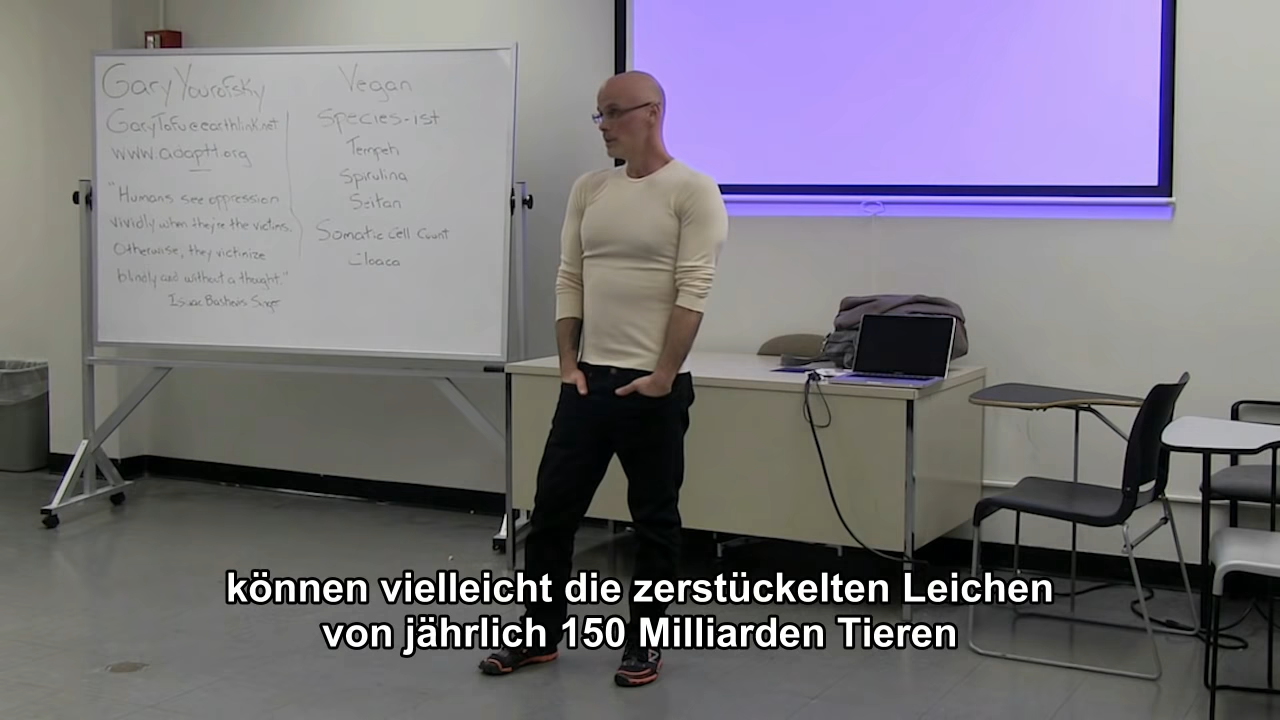 Gary Yourofsky
GaryTofu@earthlink.net
www.adaptt.org
"Humans see oppression
vividly when they're the victims.
Otherwise, they victimize
blindly and without a thought."
Isaac Bashevis Singer
Vegan
Species-ist
Tempeh
Spirulina
Seitan
Somatic Cell Count
Cloaca
können vielleicht die zerstückelten Leichen
von jährlich 150 Milliarden Tieren